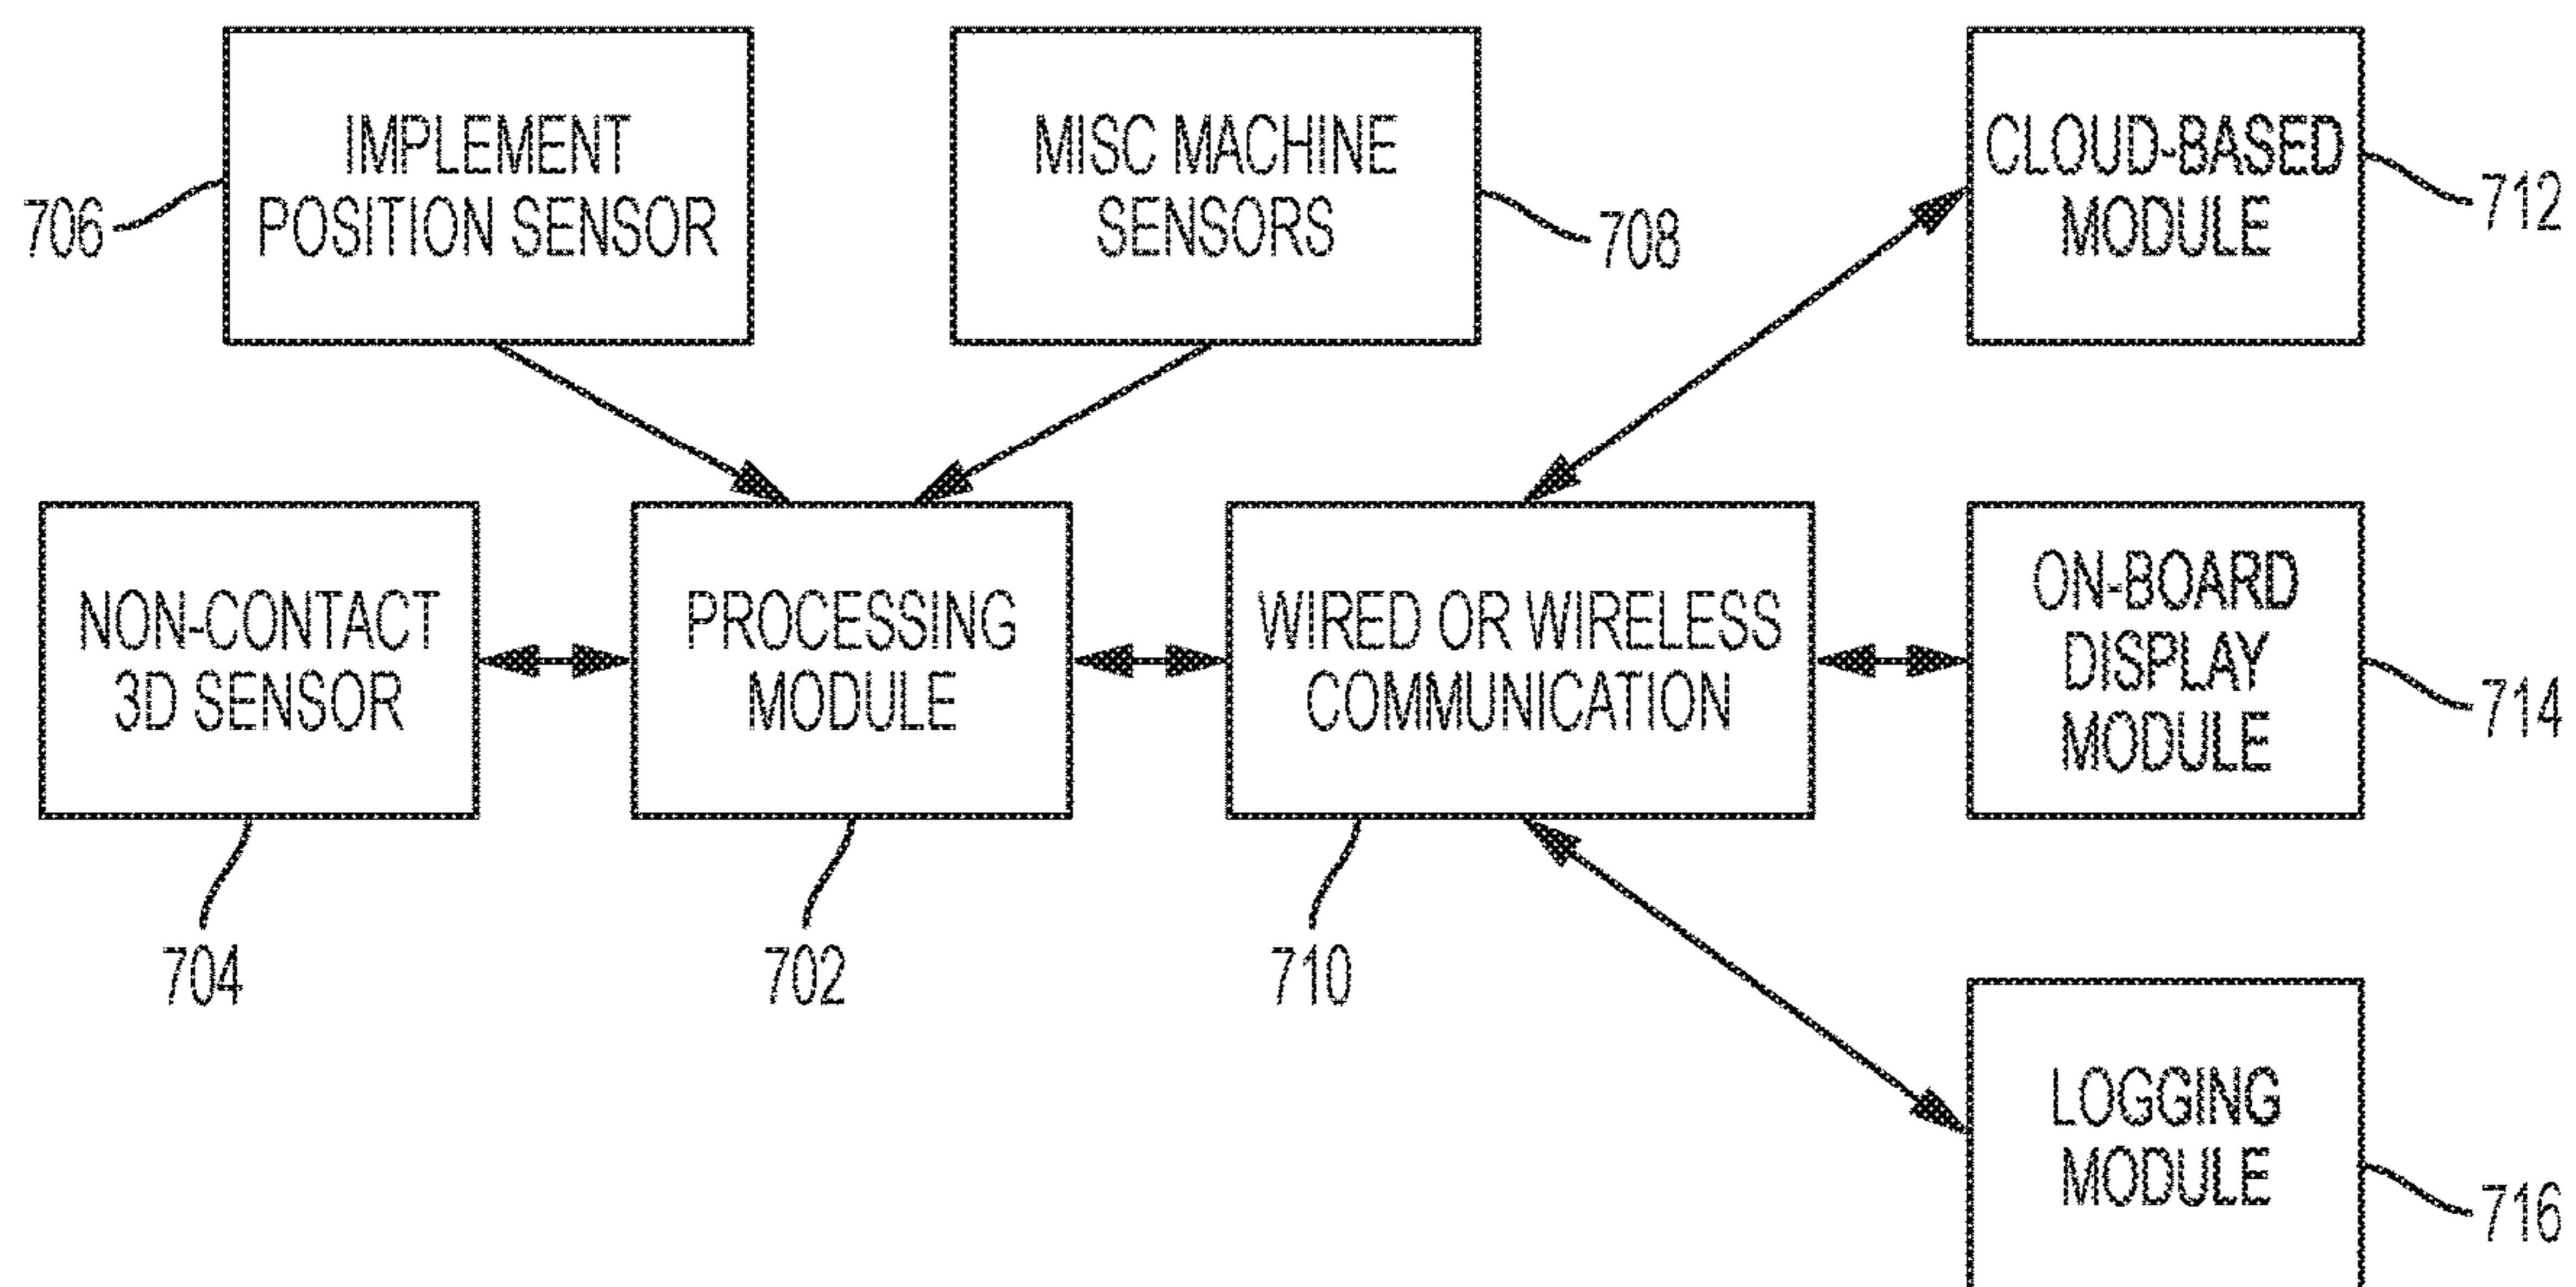 IMPLEMENT
POSITION SENSOR
706
MISC MACHINE
SENSORS
708
CLOUD-BASED
MODULE
712
NON-CONTACT
3D SENSOR
704
PROCESSING
MODULE
702
WIRED OR WIRELESS
COMMUNICATION
710
ON-BOARD
DISPLAY
MODULE
714
LOGGING
MODULE
716